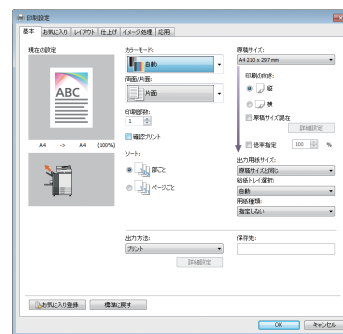 印刷設定
基本 お気に入り レイアウト 仕上げ イメージ処理 応用
現在の設定
ABC
A4 -> A4 (100%)
カラーモード:
自動
両面/片面:
片面
印刷部数:
1
確認プリント
ソート:
部ごと
ページごと
出力方法:
プリント
詳細設定
原稿サイズ:
A4 210 x 297 mm
印刷の向き:
縦
横
原稿サイズ混在
詳細設定
倍率指定 100 %
出力用紙サイズ:
原稿サイズと同じ
給紙トレイ選択:
自動
用紙種類:
指定しない
保存先:
お気に入り登録 標準に戻す
OK キャンセル